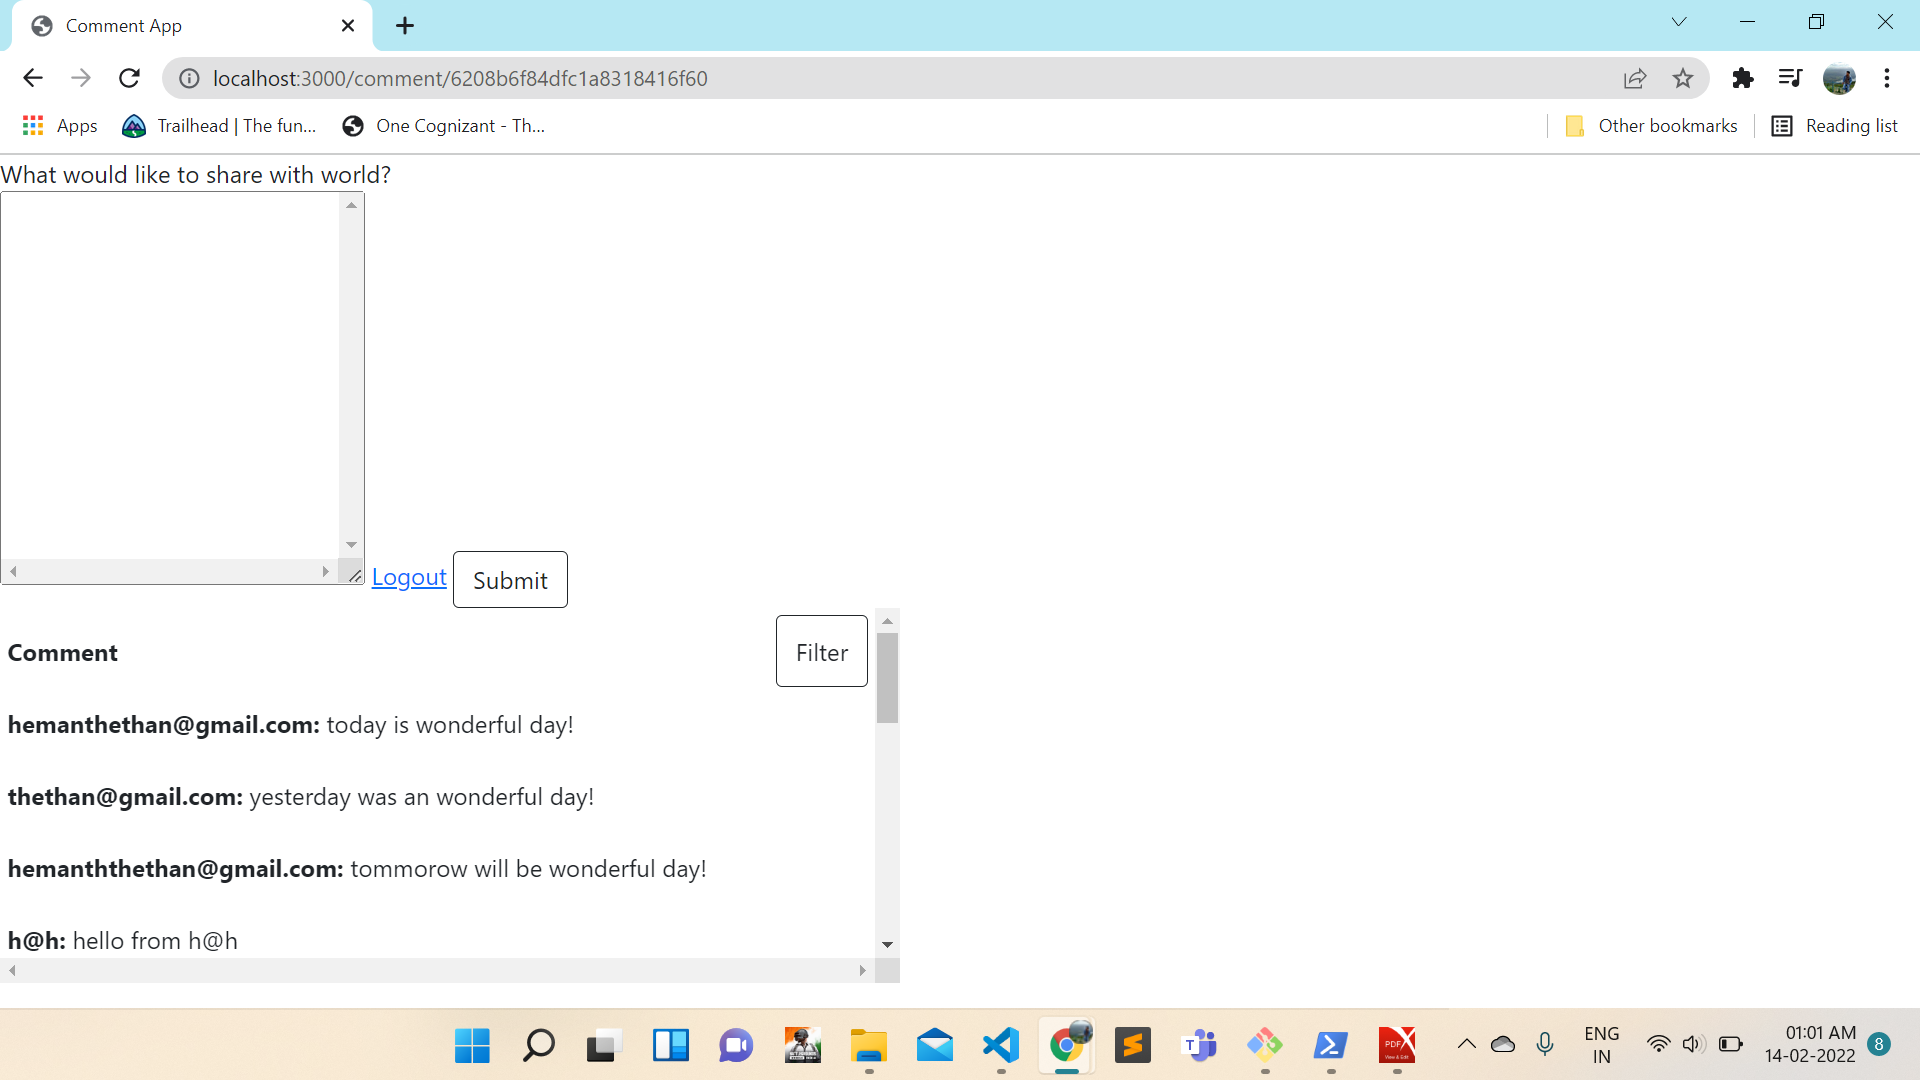 Comment App
localhost:3000/comment/6208b6f84dfc1a8318416f60
Apps
Trailhead | The fun...
One Cognizant - Th...
Other bookmarks
Reading list
What would like to share with world?
Logout
Submit
Comment
Filter
hemanthethan@gmail.com: today is wonderful day!
thethan@gmail.com: yesterday was an wonderful day!
hemanththethan@gmail.com: tommorow will be wonderful day!
h@h: hello from h@h
T
PDF
View & Edit
ENG
IN
01:01 AM
14-02-2022
8